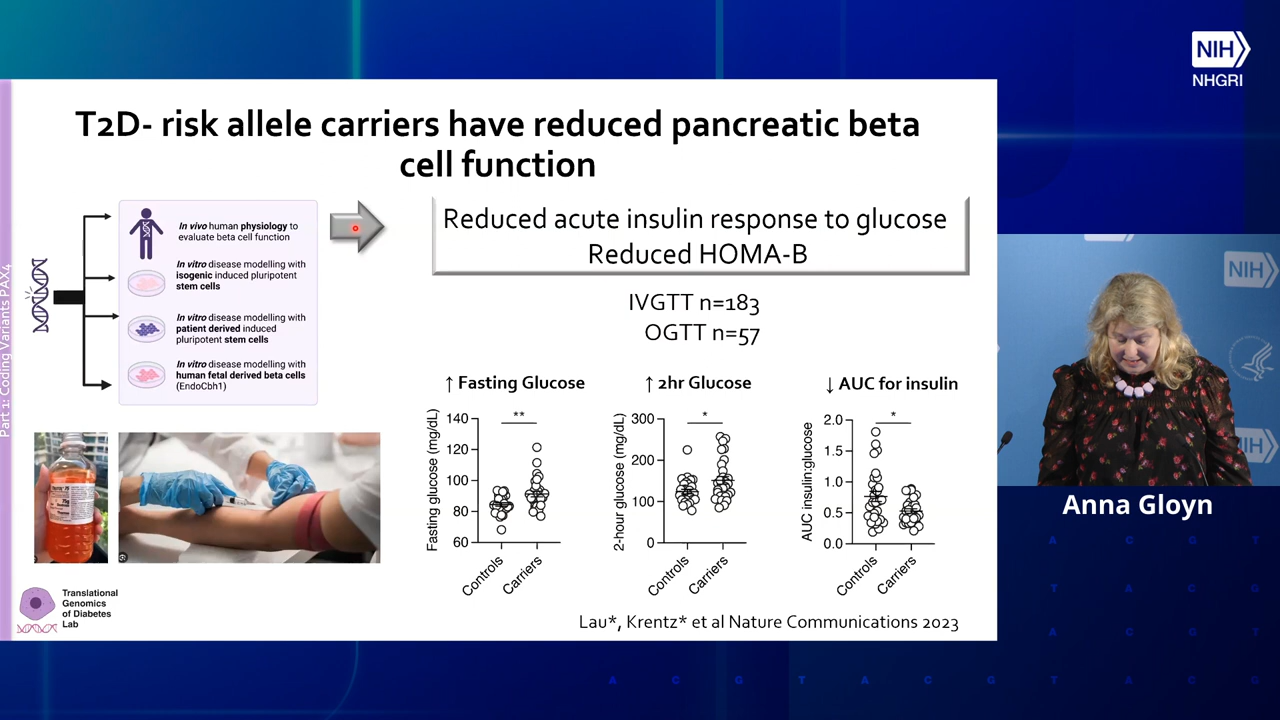 NIH
NHGRI
T2D- risk allele carriers have reduced pancreatic beta
cell function
Part 1: Coding Variants PAX4
In vivo human physiology to
evaluate beta cell function
In vitro disease modelling with
isogenic induced pluripotent
stem cells
In vitro disease modelling with
patient derived induced
pluripotent stem cells
In vitro disease modelling with
human fetal derived beta cells
(EndoCbh1)
Reduced acute insulin response to glucose
Reduced HOMA-B
IVGTT n=183
OGTT n=57
↑ Fasting Glucose
Fasting glucose (mg/dL)
140
120
100
80
60
**
Controls
Carriers
↑ 2hr Glucose
2-hour glucose (mg/dL)
300
200
100
0
*
Controls
Carriers
↓ AUC for insulin
AUC insulin:glucose
2.0
1.5
1.0
0.5
0.0
*
Controls
Carriers
Translational
Genomics
of Diabetes
Lab
Lau*, Krentz* et al Nature Communications 2023
NIH
NIH
Anna Gloyn
A C G T
T A C G T
A C G T
A C G T A C G T A C G